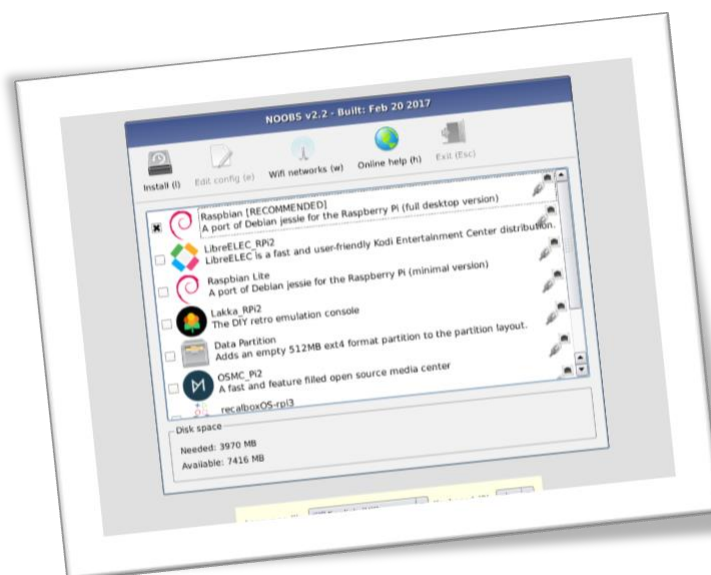 NOOBS v2.2 - Built: Feb 20 2017
Install (i)
Edit config (e)
Wifi networks (w)
Online help (h)
Exit (Esc)
Raspbian [RECOMMENDED]
A port of Debian jessie for the Raspberry Pi (full desktop version)
LibreELEC_RPi2
LibreELEC is a fast and user-friendly Kodi Entertainment Center distribution.
Raspbian Lite
A port of Debian jessie for the Raspberry Pi (minimal version)
Lakka_RPi2
The DIY retro emulation console
Data Partition
Adds an empty 512MB ext4 format partition to the partition layout.
OSMC_Pi2
A fast and feature filled open source media center
recalboxOS-rpi3
Disk space
Needed: 3970 MB
Available: 7416 MB